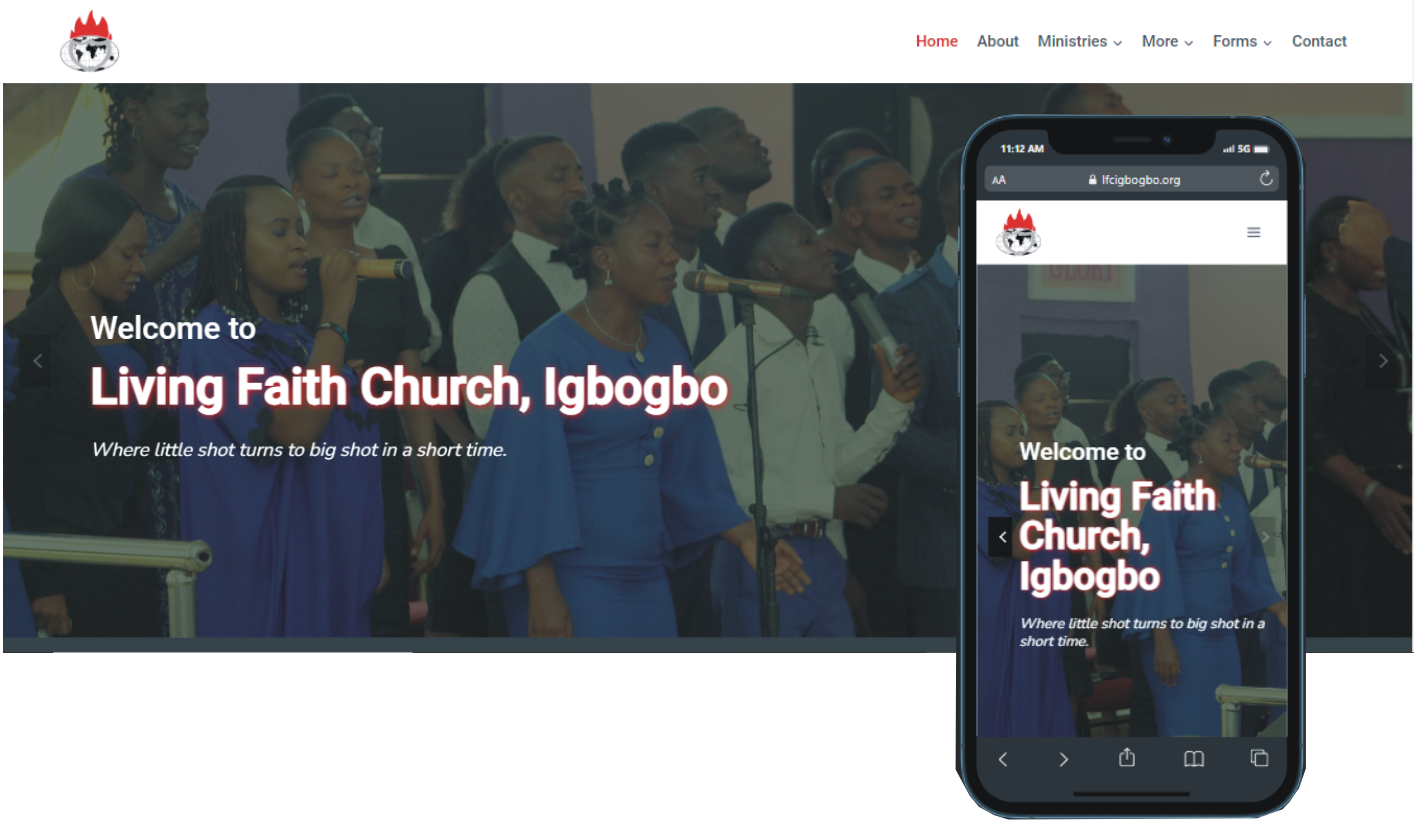 Home About Ministries More Forms Contact
Welcome to
Living Faith Church, Igbogbo
Where little shot turns to big shot in a short time.
11:12 AM 5G
AA lfcigbogbo.org
GLORY
Welcome to
Living Faith
Church,
Igbogbo
Where little shot turns to big shot in a
short time.